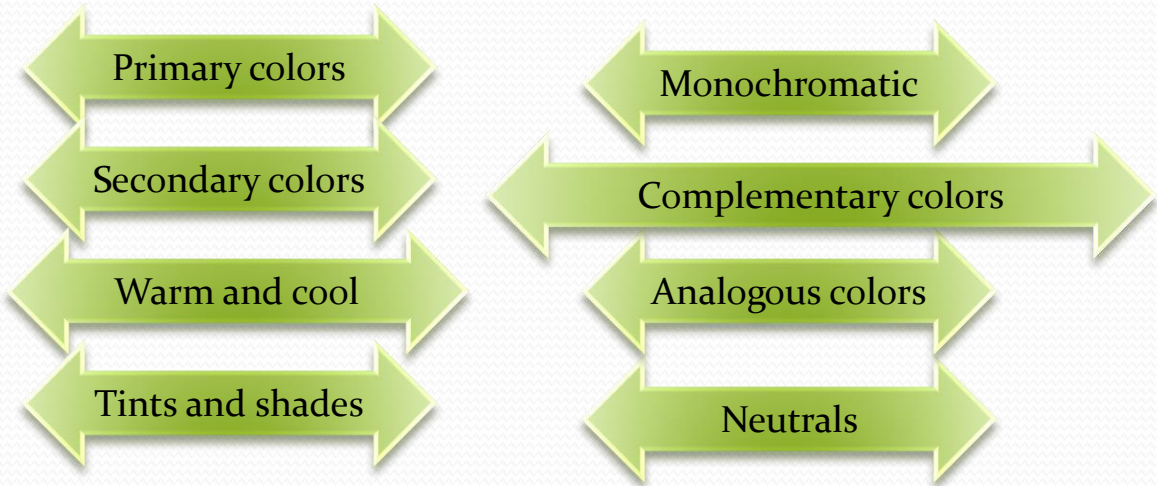 Primary colors
Secondary colors
Warm and cool
Tints and shades
Monochromatic
Complementary colors
Analogous colors
Neutrals